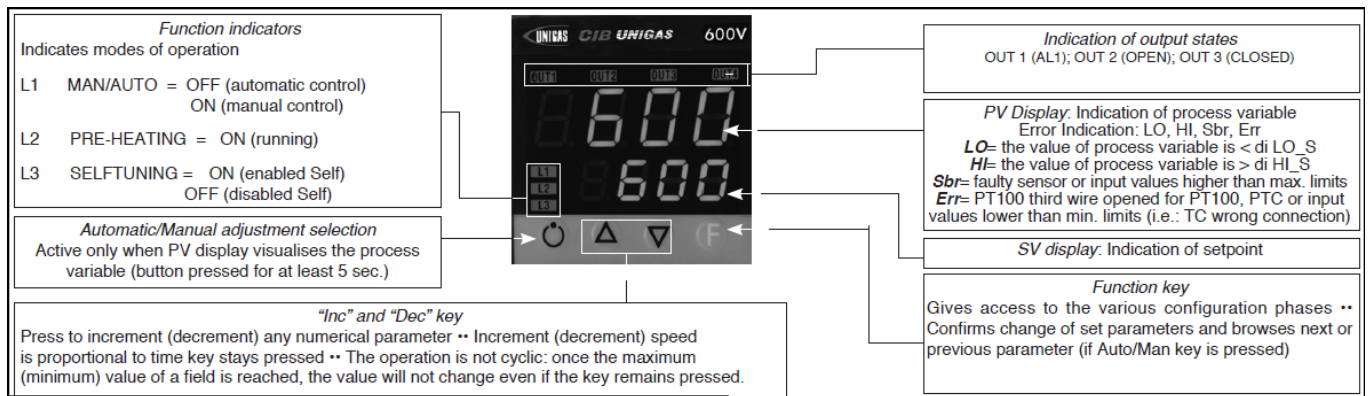 Function indicators
Indicates modes of operation
L1 MAN/AUTO = OFF (automatic control)
ON (manual control)
L2 PRE-HEATING = ON (running)
L3 SELFTUNING = ON (enabled Self)
OFF (disabled Self)
Automatic/Manual adjustment selection
Active only when PV display visualises the process
variable (button pressed for at least 5 sec.)
"Inc" and "Dec" key
Press to increment (decrement) any numerical parameter •• Increment (decrement) speed
is proportional to time key stays pressed •• The operation is not cyclic: once the maximum
(minimum) value of a field is reached, the value will not change even if the key remains pressed.
UNIGAS CIB UNIGAS 600V
OUT1 OUT2 OUT3
600
L1
L2
L3
600
F
Indication of output states
OUT 1 (AL1); OUT 2 (OPEN); OUT 3 (CLOSED)
PV Display: Indication of process variable
Error Indication: LO, HI, Sbr, Err
LO= the value of process variable is < di LO_S
HI= the value of process variable is > di HI_S
Sbr= faulty sensor or input values higher than max. limits
Err= PT100 third wire opened for PT100, PTC or input
values lower than min. limits (i.e.: TC wrong connection)
SV display: Indication of setpoint
Function key
Gives access to the various configuration phases ••
Confirms change of set parameters and browses next or
previous parameter (if Auto/Man key is pressed)